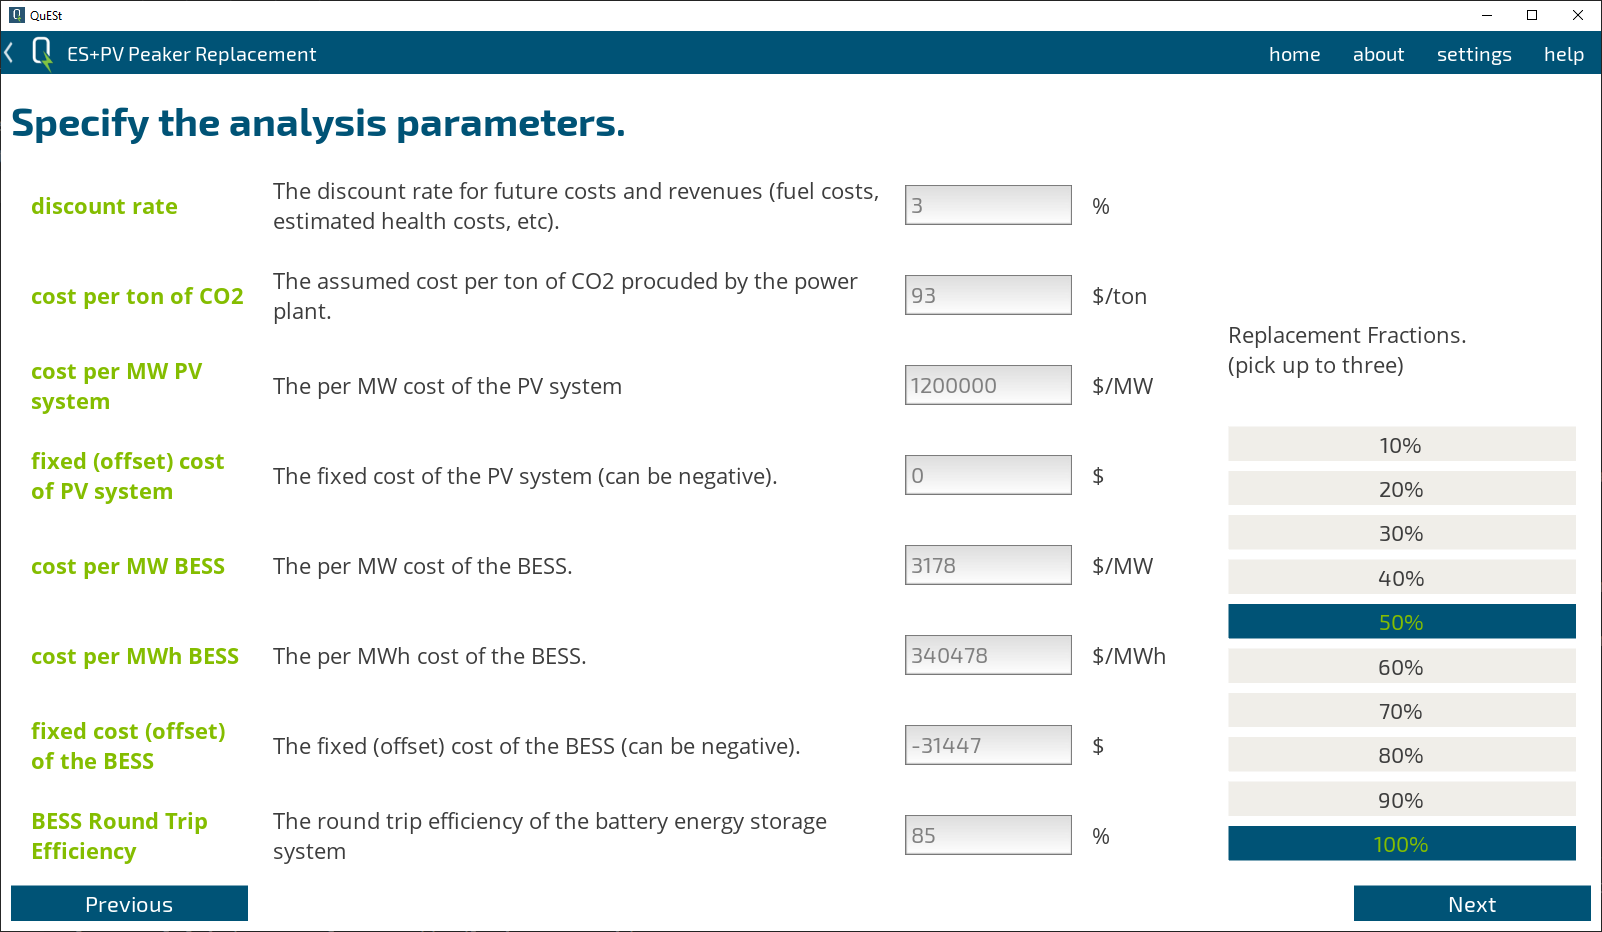 QuESt
ES+PV Peaker Replacement
home about settings help
Specify the analysis parameters.
discount rate
The discount rate for future costs and revenues (fuel costs,
estimated health costs, etc).
3 %
cost per ton of CO2
The assumed cost per ton of CO2 procuded by the power
plant.
93 $/ton
cost per MW PV
system
The per MW cost of the PV system
1200000 $/MW
fixed (offset) cost
of PV system
The fixed cost of the PV system (can be negative).
0 $
cost per MW BESS
The per MW cost of the BESS.
3178 $/MW
cost per MWh BESS
The per MWh cost of the BESS.
340478 $/MWh
fixed cost (offset)
of the BESS
The fixed (offset) cost of the BESS (can be negative).
-31447 $
BESS Round Trip
Efficiency
The round trip efficiency of the battery energy storage
system
85 %
Replacement Fractions.
(pick up to three)
10%
20%
30%
40%
50%
60%
70%
80%
90%
100%
Previous
Next